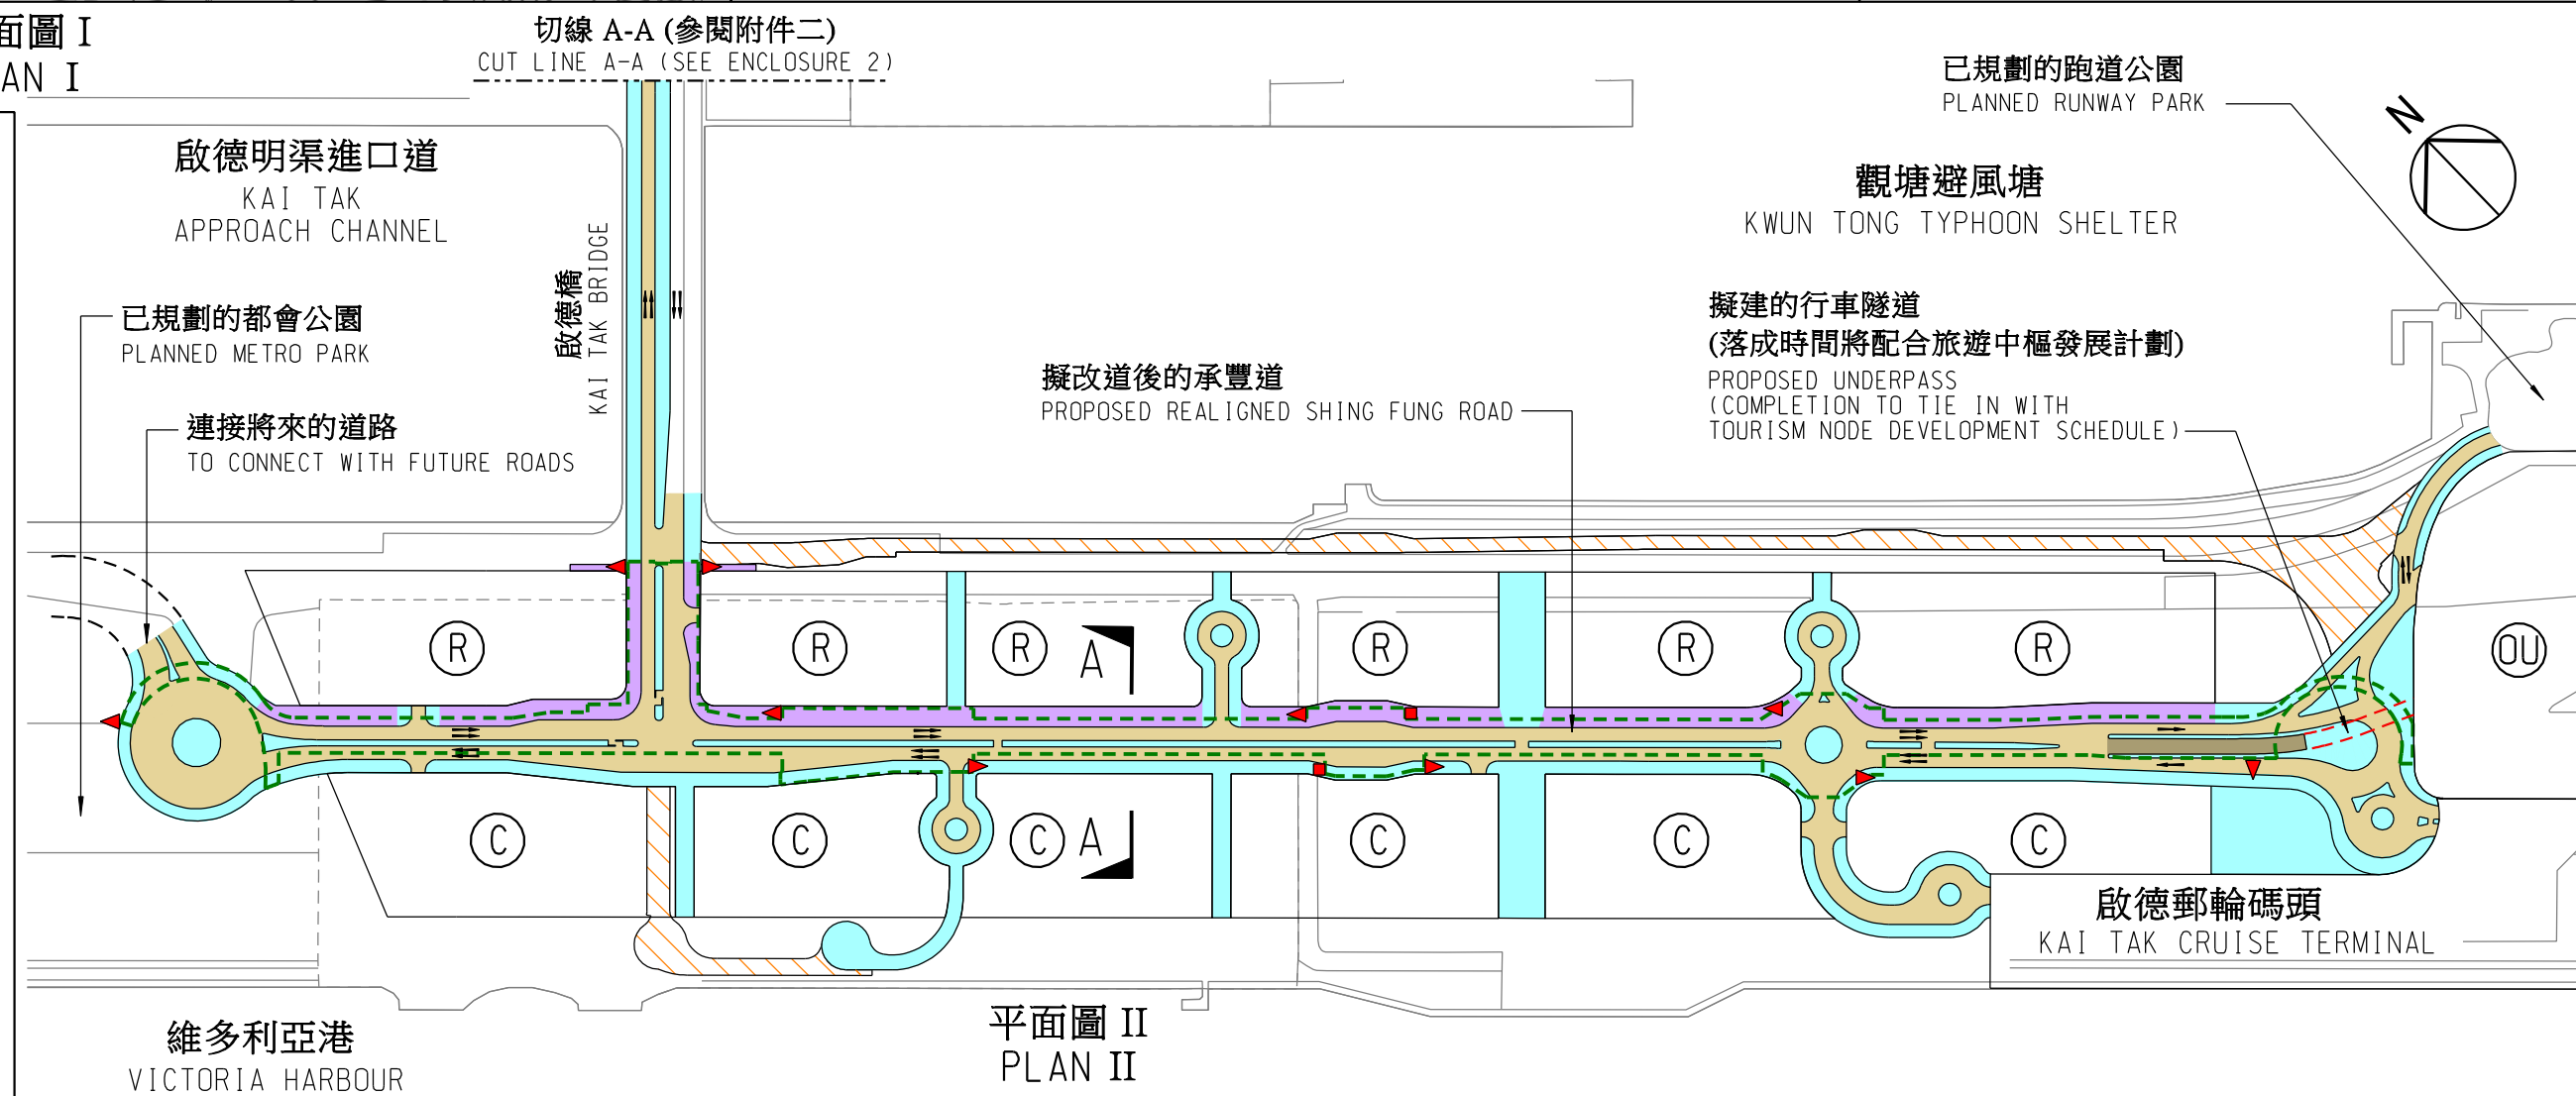 面圖 I
AN I
切線 A-A (參閱附件二)
CUT LINE A-A (SEE ENCLOSURE 2)
已規劃的跑道公園
PLANNED RUNWAY PARK
N
啟德明渠進口道
KAI TAK
APPROACH CHANNEL
觀塘避風塘
KWUN TONG TYPHOON SHELTER
啟德橋
KAI TAK BRIDGE
已規劃的都會公園
PLANNED METRO PARK
擬建的行車隧道
(落成時間將配合旅遊中樞發展計劃)
PROPOSED UNDERPASS
(COMPLETION TO TIE IN WITH
TOURISM NODE DEVELOPMENT SCHEDULE)
擬改道後的承豐道
PROPOSED REALIGNED SHING FUNG ROAD
連接將來的道路
TO CONNECT WITH FUTURE ROADS
R
R
R
A
R
R
R
OU
C
C
C
A
C
C
C
啟德郵輪碼頭
KAI TAK CRUISE TERMINAL
平面圖 II
PLAN II
維多利亞港
VICTORIA HARBOUR